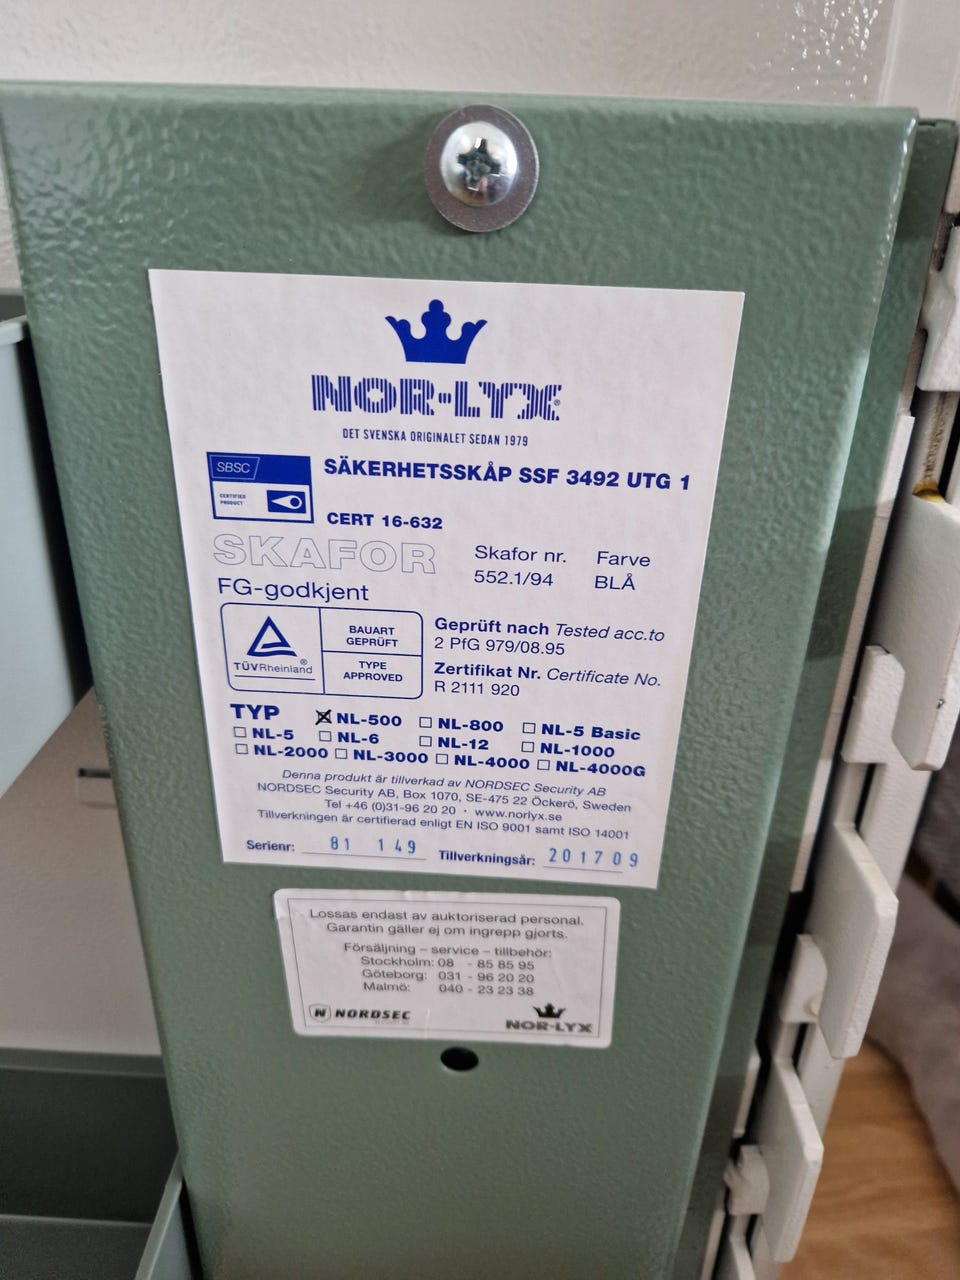 NOR-LYX®
DET SVENSKA ORIGINALET SEDAN 1979
SBSC
CERTIFIED
PRODUCT
SÄKERHETSSKÅP SSF 3492 UTG 1
CERT 16-632
SKAFOR
Skafor nr. Farve
552.1/94 BLÅ
FG-godkjent
TÜVRheinland®
BAUART
GEPRÜFT
TYPE
APPROVED
Geprüft nach Tested acc.to
2 PfG 979/08.95
Zertifikat Nr. Certificate No.
R 2111 920
TYP ☒ NL-500 ☐ NL-800 ☐ NL-5 Basic
☐ NL-5 ☐ NL-6 ☐ NL-12 ☐ NL-1000
☐ NL-2000 ☐ NL-3000 ☐ NL-4000 ☐ NL-4000G
Denna produkt är tillverkad av NORDSEC Security AB
NORDSEC Security AB, Box 1070, SE-475 22 Öckerö, Sweden
Tel +46 (0)31-96 20 20 · www.norlyx.se
Tillverkningen är certifierad enligt EN ISO 9001 samt ISO 14001
Serienr: 81 149 Tillverkningsår: 201709
Lossas endast av auktoriserad personal.
Garantin gäller ej om ingrepp gjorts.
Försäljning – service – tillbehör:
Stockholm: 08 - 85 85 95
Göteborg: 031 - 96 20 20
Malmö: 040 - 23 23 38
N NORDSEC
NOR-LYX